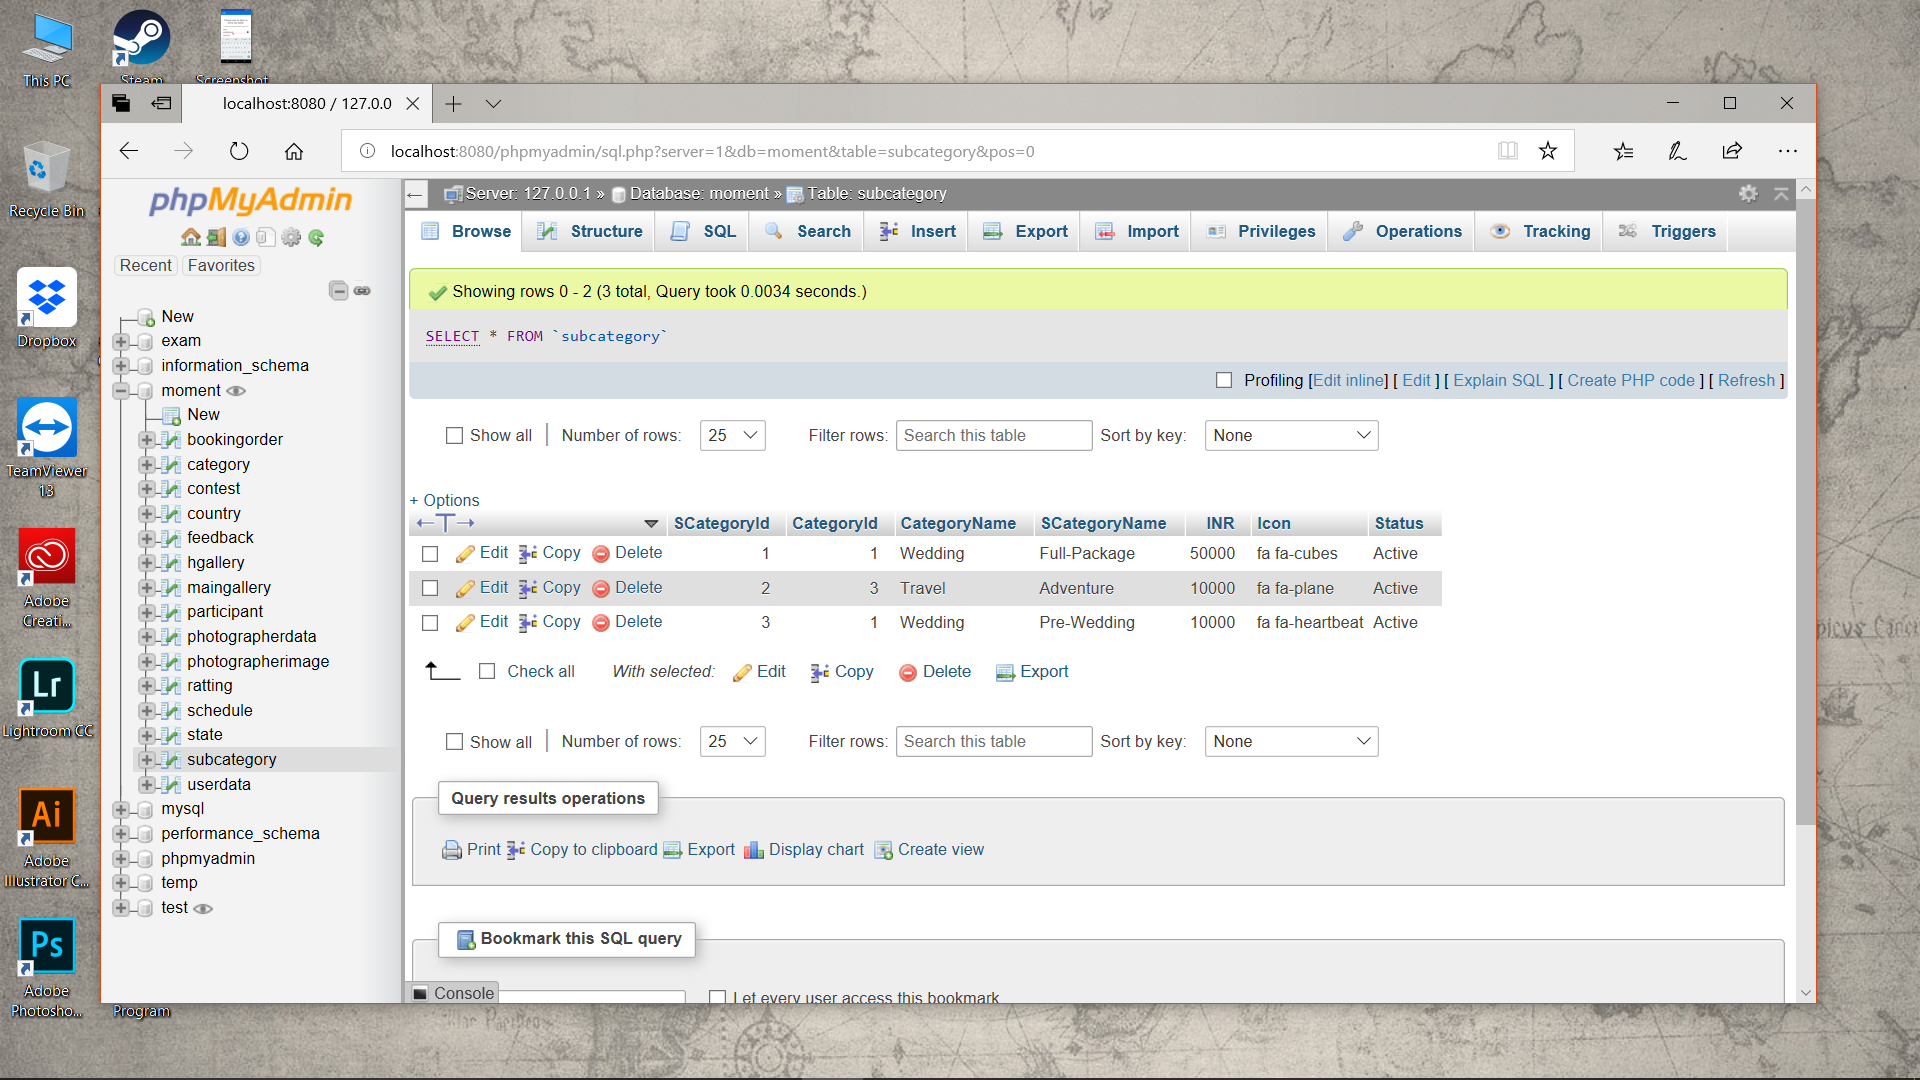 This PC
Steam
Screenshot
localhost:8080 / 127.0.0
localhost:8080/phpmyadmin/sql.php?server=1&db=moment&table=subcategory&pos=0
Recycle Bin
Dropbox
TeamViewer
13
Adobe
Creati...
Lr
Lightroom CC
Ai
Adobe
Illustrator C...
Ps
Adobe
Photosho...
Program
phpMyAdmin
Recent Favorites
New
exam
information_schema
moment
New
bookingorder
category
contest
country
feedback
hgallery
maingallery
participant
photographerdata
photographerimage
ratting
schedule
state
subcategory
userdata
mysql
performance_schema
phpmyadmin
temp
test
Server: 127.0.0.1 » Database: moment » Table: subcategory
Browse Structure SQL Search Insert Export Import Privileges Operations Tracking Triggers
Showing rows 0 - 2 (3 total, Query took 0.0034 seconds.)
SELECT * FROM `subcategory`
Profiling [Edit inline] [ Edit ] [ Explain SQL ] [ Create PHP code ] [ Refresh ]
Show all | Number of rows: 25 Filter rows: Search this table Sort by key: None
+ Options
←T→ SCategoryId CategoryId CategoryName SCategoryName INR Icon Status
Edit Copy Delete 1 1 Wedding Full-Package 50000 fa fa-cubes Active
Edit Copy Delete 2 3 Travel Adventure 10000 fa fa-plane Active
Edit Copy Delete 3 1 Wedding Pre-Wedding 10000 fa fa-heartbeat Active
Check all With selected: Edit Copy Delete Export
Show all | Number of rows: 25 Filter rows: Search this table Sort by key: None
Query results operations
Print Copy to clipboard Export Display chart Create view
Bookmark this SQL query
Console
Let every user access this bookmark